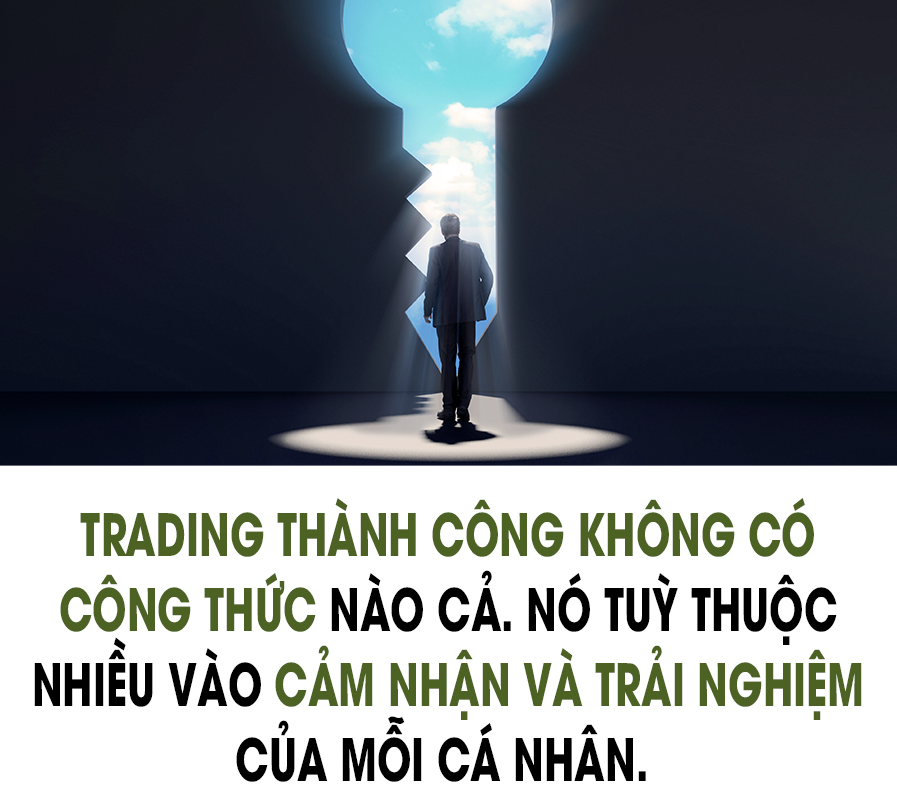 TRADING THÀNH CÔNG KHÔNG CÓ
CÔNG THỨC NÀO CẢ. NÓ TUỲ THUỘC
NHIỀU VÀO CẢM NHẬN VÀ TRẢI NGHIỆM
CỦA MỖI CÁ NHÂN.